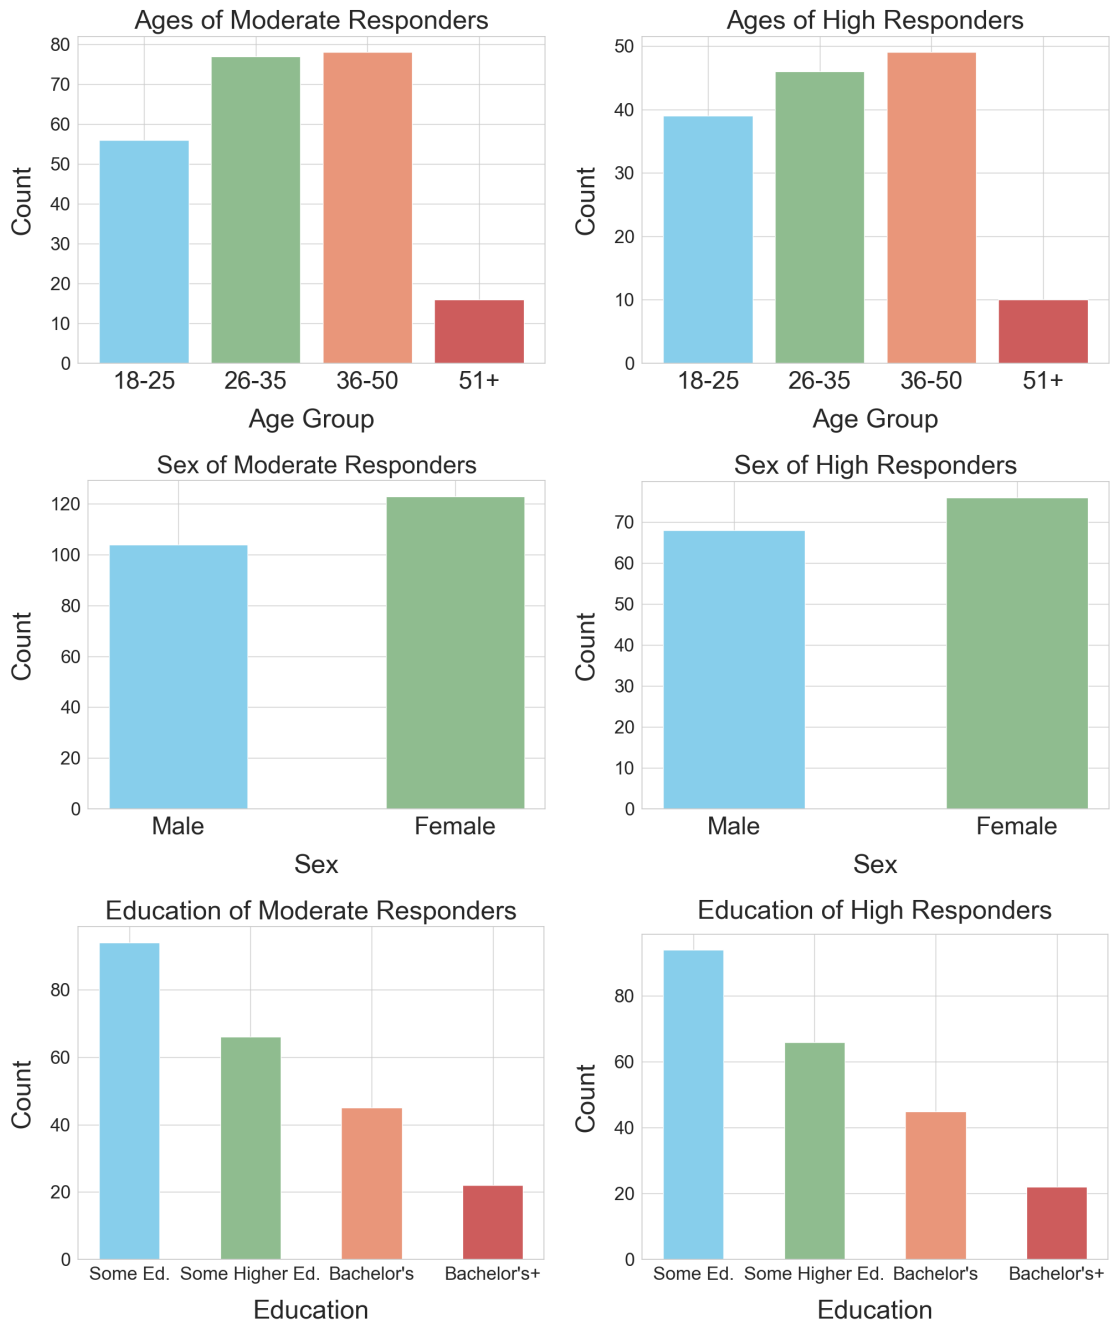 Ages of Moderate Responders
80
70
60
50
40
30
20
10
0
Count
18-25 26-35 36-50 51+
Age Group
Ages of High Responders
50
40
30
20
10
0
Count
18-25 26-35 36-50 51+
Age Group
Sex of Moderate Responders
120
100
80
60
40
20
0
Count
Male Female
Sex
Sex of High Responders
70
60
50
40
30
20
10
0
Count
Male Female
Sex
Education of Moderate Responders
80
60
40
20
0
Count
Some Ed. Some Higher Ed. Bachelor's Bachelor's+
Education
Education of High Responders
80
60
40
20
0
Count
Some Ed. Some Higher Ed. Bachelor's Bachelor's+
Education